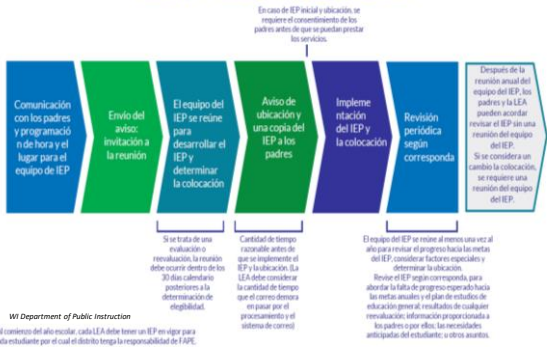 En caso de IEP inicial y ubicación, se
requiere el consentimiento de los
padres antes de que se puedan prestar
los servicios.
Comunicación
con los padres
y programació
n de hora y el
lugar para el
equipo de IEP
Envío del
aviso:
invitación a
la reunión
El equipo del
IEP se reúne
para
desarrollar el
IEP y
determinar
la colocación
Aviso de
ubicación y
una copia del
IEP a los
padres
Impleme
ntación
del IEP y
la colocación
Revisión
periódica
según
corresponda
Después de la
reunión anual del
equipo del IEP, los
padres y la LEA
pueden acordar
revisar el IEP sin una
reunión del equipo
del IEP.
Si se considera un
cambio la colocación,
se requiere una
reunión del equipo
del IEP.
Si se trata de una
evaluación o
reevaluación, la reunión
debe ocurrir dentro de los
30 días calendario
posteriores a la
determinación de
elegibilidad.
Cantidad de tiempo
razonable antes de
que se implemente el
IEP y la ubicación. (La
LEA debe considerar
la cantidad de tiempo
que el correo demora
en pasar por el
procesamiento y el
sistema de correo)
El equipo del IEP se reúne al menos una vez al
año para revisar el progreso hacia las metas
del IEP, considerar factores especiales y
determinar la ubicación.
Revise el IEP según corresponda, para
abordar la falta de progreso esperado hacia las
metas anuales y el plan de estudios de
educación general; resultados de cualquier
reevaluación; información proporcionada a
los padres o por ellos; las necesidades
anticipadas del estudiante; u otros asuntos.
WI Department of Public Instruction
l comienzo del año escolar, cada LEA debe tener un IEP en vigor para
da estudiante por el cual el distrito tenga la responsabilidad de FAPE.